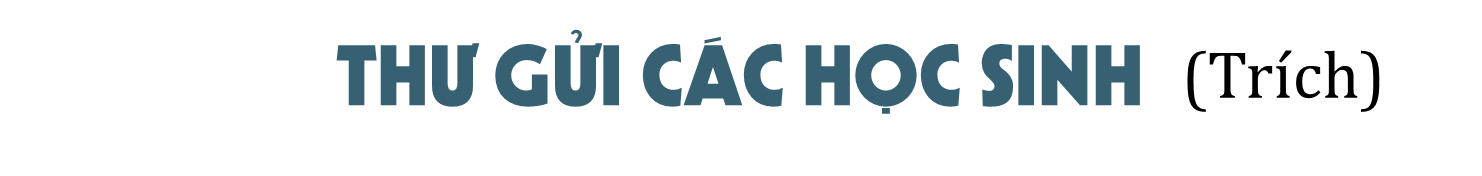 THƯ GỬI CÁC HỌC SINH (Trích)